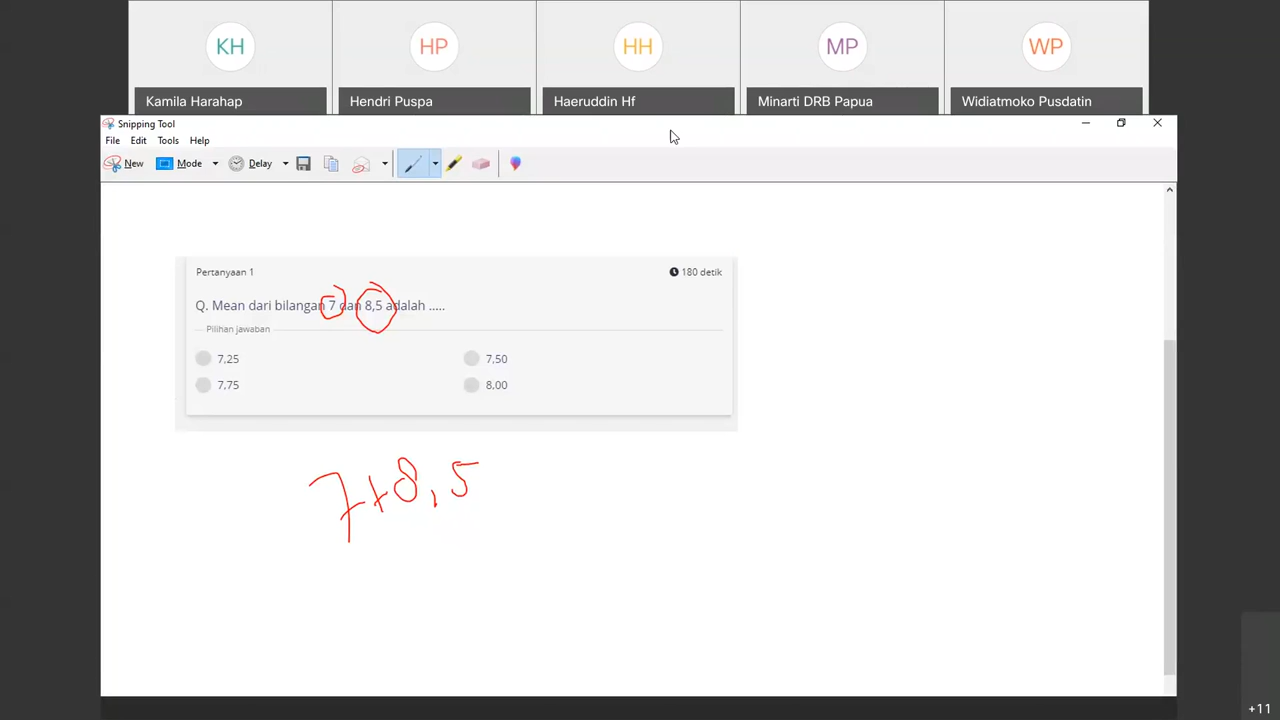 KH HP HH MP WP
Kamila Harahap Hendri Puspa Haeruddin Hf Minarti DRB Papua Widiatmoko Pusdatin
Snipping Tool
File Edit Tools Help
New Mode Delay
Pertanyaan 1 180 detik
Q. Mean dari bilangan 7 dan 8,5 adalah .....
Pilihan jawaban
7,25 7,50
7,75 8,00
7+8,5
+11